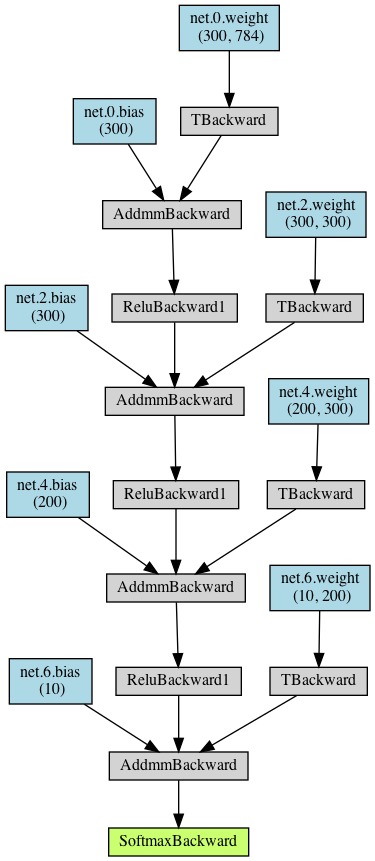 net.0.weight
(300, 784)
net.0.bias
(300)
TBackward
AddmmBackward
net.2.weight
(300, 300)
net.2.bias
(300)
ReluBackward1
TBackward
AddmmBackward
net.4.weight
(200, 300)
net.4.bias
(200)
ReluBackward1
TBackward
AddmmBackward
net.6.weight
(10, 200)
net.6.bias
(10)
ReluBackward1
TBackward
AddmmBackward
SoftmaxBackward